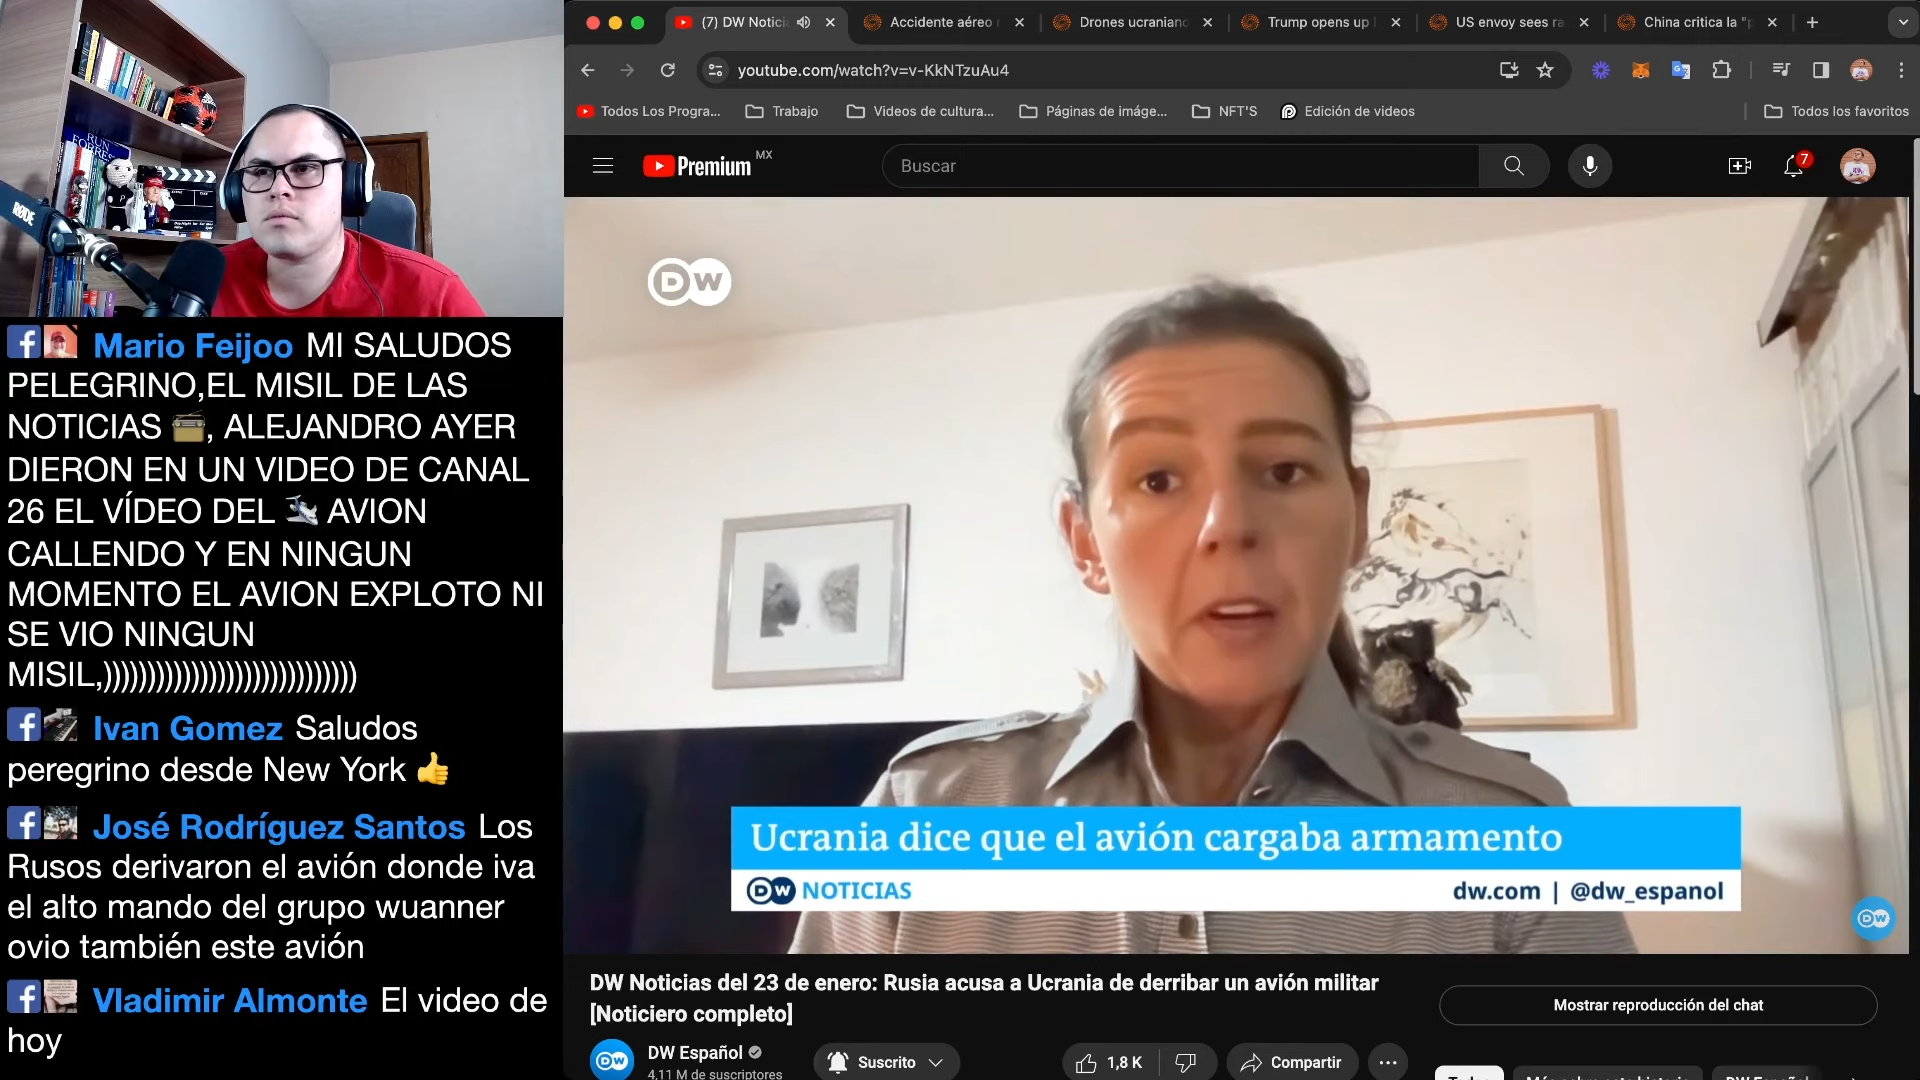 (7) DW Notici
Accidente aéreo
Drones ucranian
Trump opens up
US envoy sees ra
China critica la "p
youtube.com/watch?v=v-KkNTzuAu4
Todos Los Progra...
Trabajo
Videos de cultura...
Páginas de imáge...
NFT'S
Edición de videos
Todos los favoritos
Premium MX
Buscar
7
RUN
FORRES
RØDE
DW
Mario Feijoo MI SALUDOS
PELEGRINO,EL MISIL DE LAS
NOTICIAS 📻, ALEJANDRO AYER
DIERON EN UN VIDEO DE CANAL
26 EL VÍDEO DEL 🛩 AVION
CALLENDO Y EN NINGUN
MOMENTO EL AVION EXPLOTO NI
SE VIO NINGUN
MISIL,)))))))))))))))))))))))))))))
Ivan Gomez Saludos
peregrino desde New York 👍
José Rodríguez Santos Los
Rusos derivaron el avión donde iva
el alto mando del grupo wuanner
ovio también este avión
Vladimir Almonte El video de
hoy
Ucrania dice que el avión cargaba armamento
DW NOTICIAS
dw.com | @dw_espanol
DW
DW Noticias del 23 de enero: Rusia acusa a Ucrania de derribar un avión militar
[Noticiero completo]
Mostrar reproducción del chat
DW
DW Español
4.11 M de suscriptores
Suscrito
1,8 K
Compartir